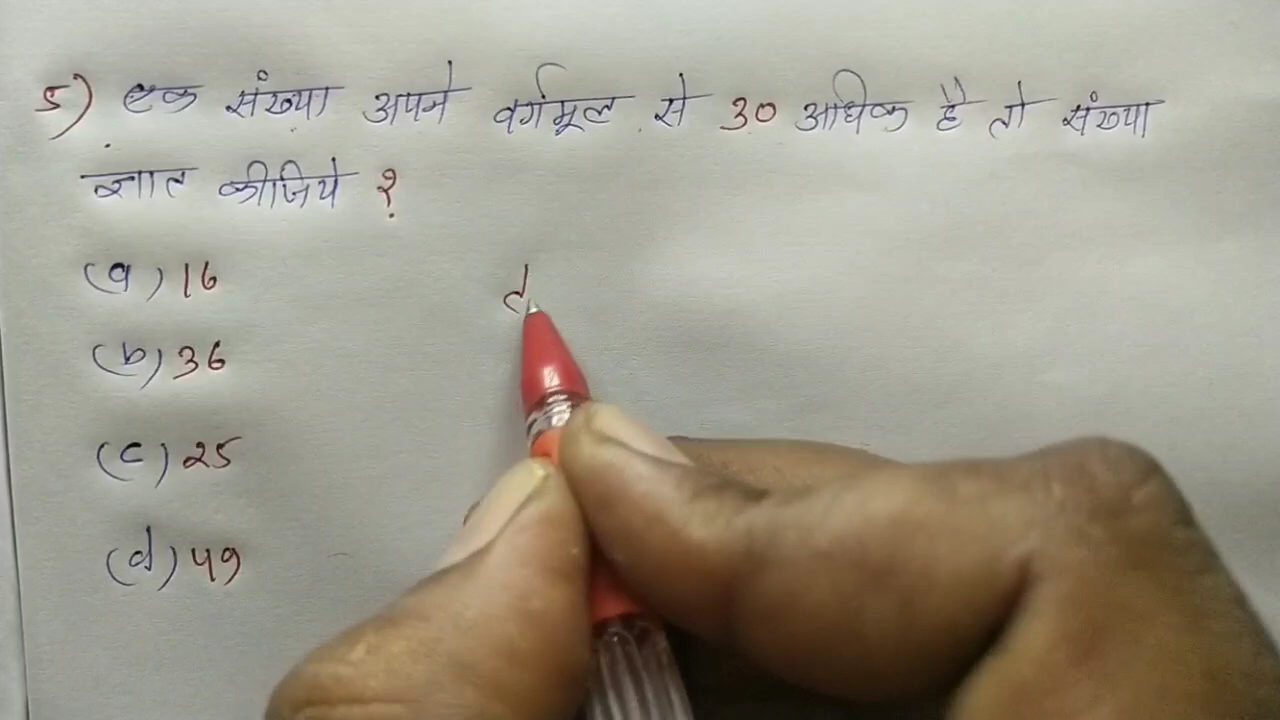 5) एक संख्या अपने वर्गमूल से 30 अधिक है तो संख्या
ज्ञात कीजिये ?
(a) 16
(b) 36
(c) 25
(d) 49